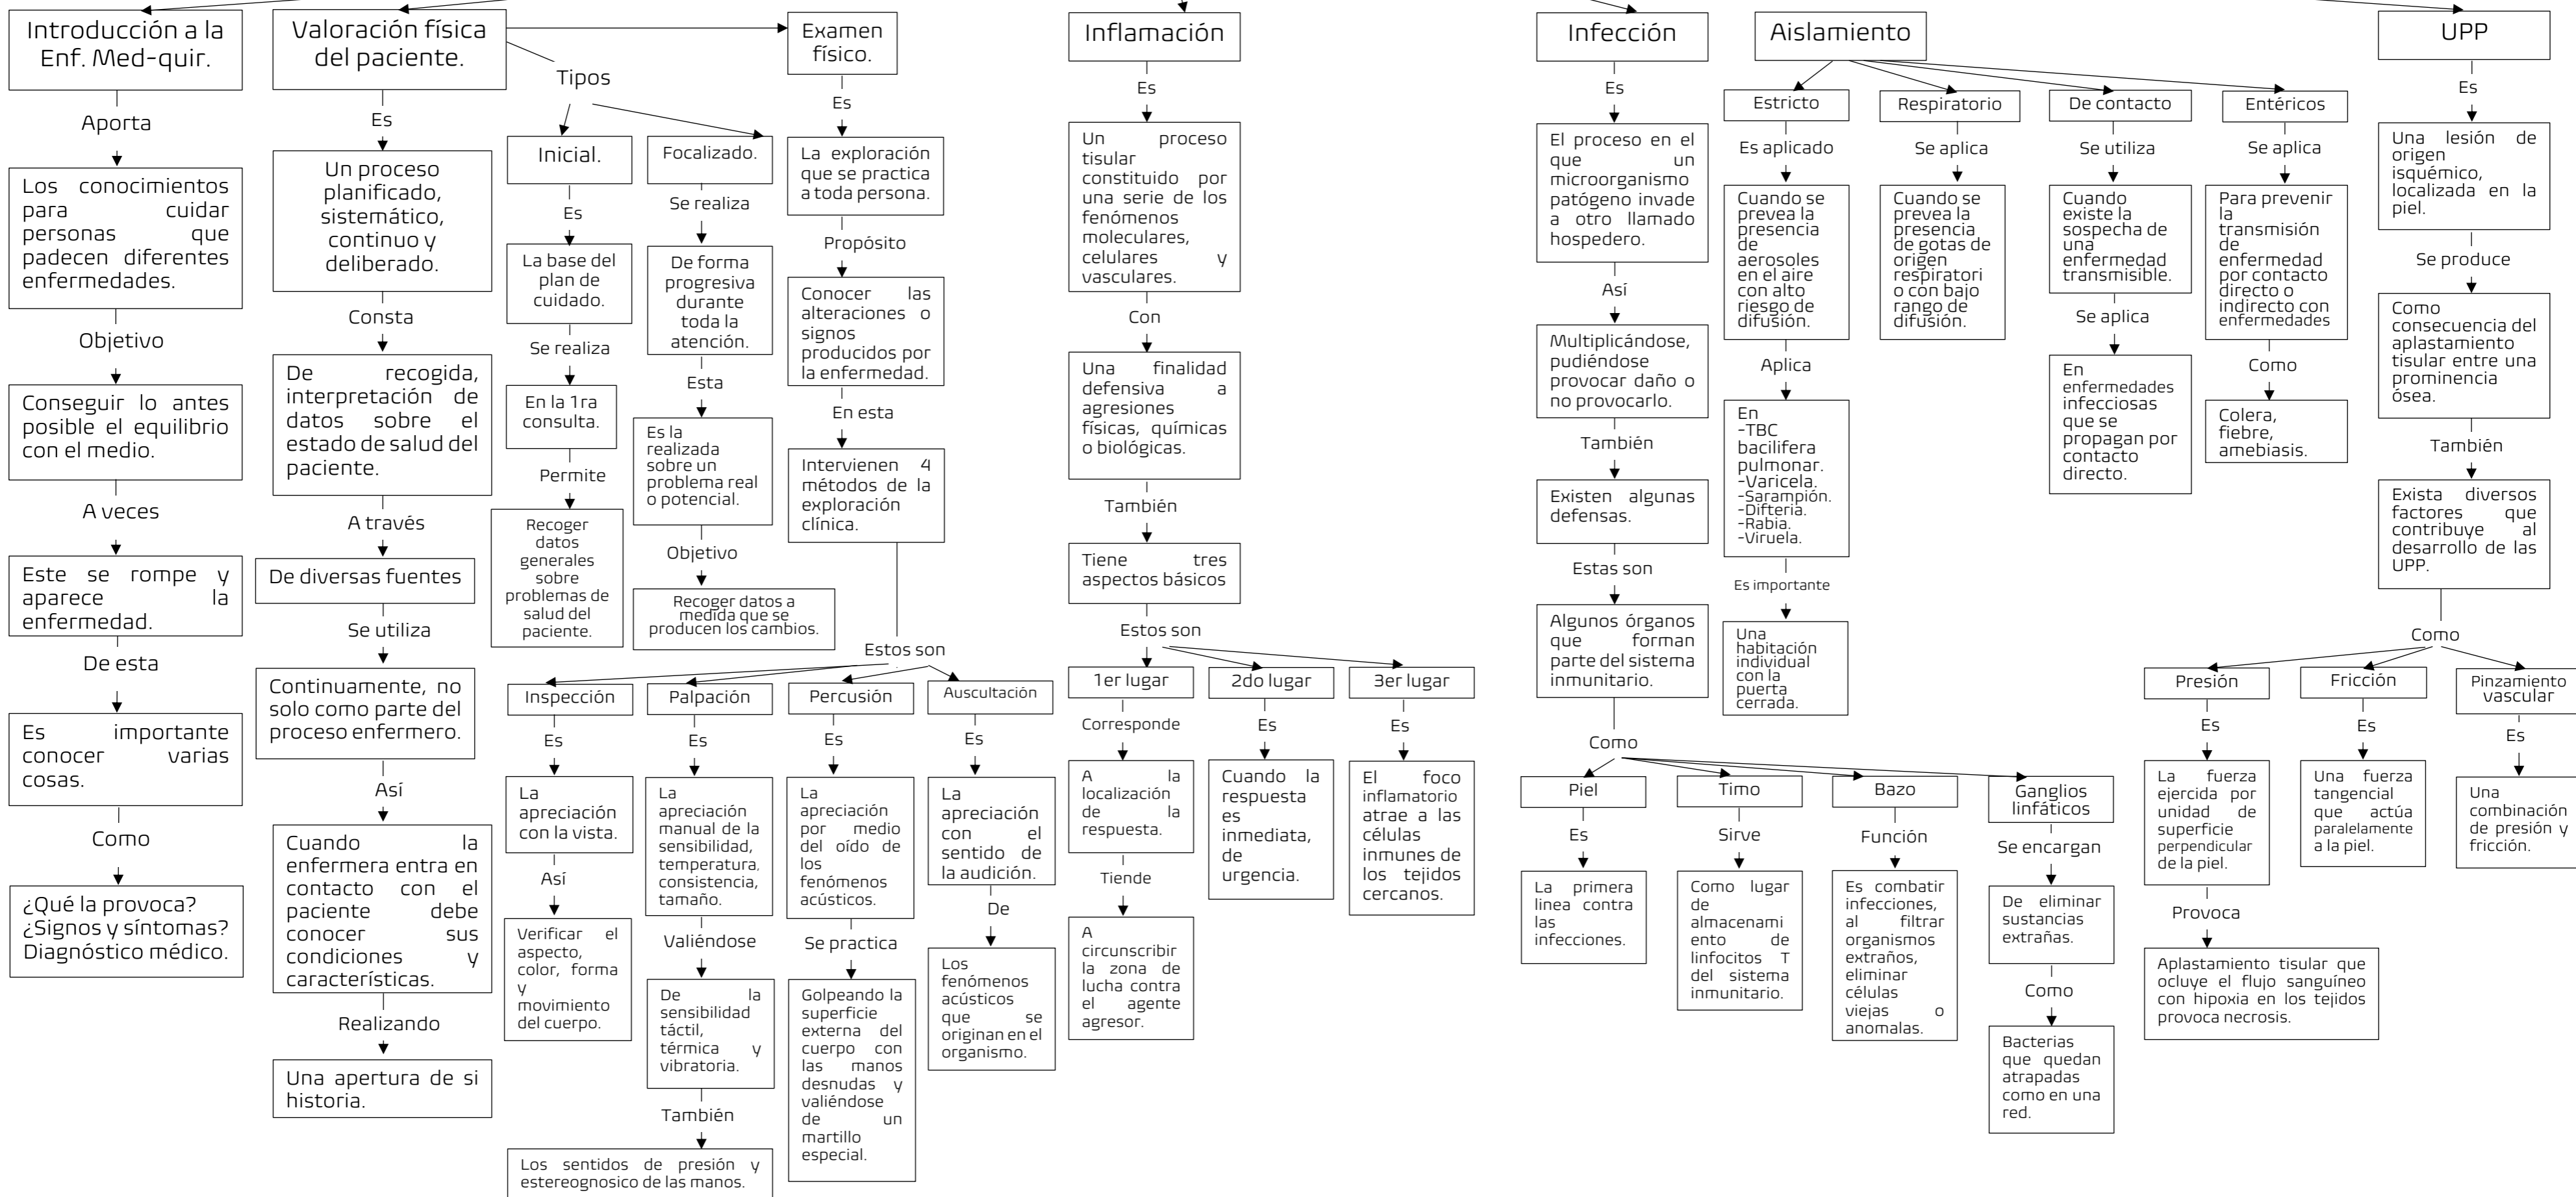 Introducción a la
Enf. Med-quir.
Aporta
Los conocimientos
para cuidar
personas que
padecen diferentes
enfermedades.
Objetivo
Conseguir lo antes
posible el equilibrio
con el medio.
A veces
Este se rompe y
aparece la
enfermedad.
De esta
Es importante
conocer varias
cosas.
Como
¿Qué la provoca?
¿Signos y síntomas?
Diagnóstico médico.
Valoración física
del paciente.
Es
Un proceso
planificado,
sistemático,
continuo y
deliberado.
Consta
De recogida,
interpretación de
datos sobre el
estado de salud del
paciente.
A través
De diversas fuentes
Se utiliza
Continuamente, no
solo como parte del
proceso enfermero.
Así
Cuando la
enfermera entra en
contacto con el
paciente debe
conocer sus
condiciones y
características.
Realizando
Una apertura de si
historia.
Tipos
Inicial.
Es
La base del
plan de
cuidado.
Se realiza
En la 1ra
consulta.
Permite
Recoger
datos
generales
sobre
problemas de
salud del
paciente.
Focalizado.
Se realiza
De forma
progresiva
durante
toda la
atención.
Esta
Es la
realizada
sobre un
problema real
o potencial.
Objetivo
Recoger datos a
medida que se
producen los cambios.
Examen
físico.
Es
La exploración
que se practica
a toda persona.
Propósito
Conocer las
alteraciones o
signos
producidos por
la enfermedad.
En esta
Intervienen 4
métodos de la
exploración
clínica.
Estos son
Inspección
Es
La
apreciación
con la vista.
Así
Verificar el
aspecto,
color, forma
y
movimiento
del cuerpo.
Palpación
Es
La
apreciación
manual de la
sensibilidad,
temperatura,
consistencia,
tamaño.
Valiéndose
De la
sensibilidad
táctil,
térmica y
vibratoria.
También
Los sentidos de presión y
estereognosico de las manos.
Percusión
Es
La
apreciación
por medio
del oído de
los
fenómenos
acústicos.
Se practica
Golpeando la
superficie
externa del
cuerpo con
las manos
desnudas y
valiéndose
de un
martillo
especial.
Auscultación
Es
La
apreciación
con el
sentido de
la audición.
De
Los
fenómenos
acústicos
que se
originan en el
organismo.
Inflamación
Es
Un proceso
tisular
constituido por
una serie de los
fenómenos
moleculares,
celulares y
vasculares.
Con
Una finalidad
defensiva a
agresiones
físicas, químicas
o biológicas.
También
Tiene tres
aspectos básicos
Estos son
1er lugar
Corresponde
A la
localización
de la
respuesta.
Tiende
A
circunscribir
la zona de
lucha contra
el agente
agresor.
2do lugar
Es
Cuando la
respuesta
es
inmediata,
de
urgencia.
3er lugar
Es
El foco
inflamatorio
atrae a las
células
inmunes de
los tejidos
cercanos.
Infección
Es
El proceso en el
que un
microorganismo
patógeno invade
a otro llamado
hospedero.
Así
Multiplicándose,
pudiéndose
provocar daño o
no provocarlo.
También
Existen algunas
defensas.
Estas son
Algunos órganos
que forman
parte del sistema
inmunitario.
Como
Piel
Es
La primera
linea contra
las
infecciones.
Timo
Sirve
Como lugar
de
almacenami
ento de
linfocitos T
del sistema
inmunitario.
Bazo
Función
Es combatir
infecciones,
al filtrar
organismos
extraños,
eliminar
células
viejas o
anomalas.
Ganglios
linfáticos
Se encargan
De eliminar
sustancias
extrañas.
Como
Bacterias
que quedan
atrapadas
como en una
red.
Aislamiento
Estricto
Es aplicado
Cuando se
prevea la
presencia
de
aerosoles
en el aire
con alto
riesgo de
difusión.
Aplica
En
-TBC
bacilifera
pulmonar.
-Varicela.
-Sarampión.
-Difteria.
-Rabia.
-Viruela.
Es importante
Una
habitación
individual
con la
puerta
cerrada.
Respiratorio
Se aplica
Cuando se
prevea la
presencia
de gotas de
origen
respiratori
o con bajo
rango de
difusión.
De contacto
Se utiliza
Cuando
existe la
sospecha de
una
enfermedad
transmisible.
Se aplica
En
enfermedades
infecciosas
que se
propagan por
contacto
directo.
Entéricos
Se aplica
Para prevenir
la
transmisión
de
enfermedad
por contacto
directo o
indirecto con
enfermedades
Como
Colera,
fiebre,
amebiasis.
UPP
Es
Una lesión de
origen
isquémico,
localizada en la
piel.
Se produce
Como
consecuencia del
aplastamiento
tisular entre una
prominencia
ósea.
También
Exista diversos
factores que
contribuye al
desarrollo de las
UPP.
Como
Presión
Es
La fuerza
ejercida por
unidad de
superficie
perpendicular
de la piel.
Provoca
Aplastamiento tisular que
ocluye el flujo sanguíneo
con hipoxia en los tejidos
provoca necrosis.
Fricción
Es
Una fuerza
tangencial
que actúa
paralelamente
a la piel.
Pinzamiento
vascular
Es
Una
combinación
de presión y
fricción.